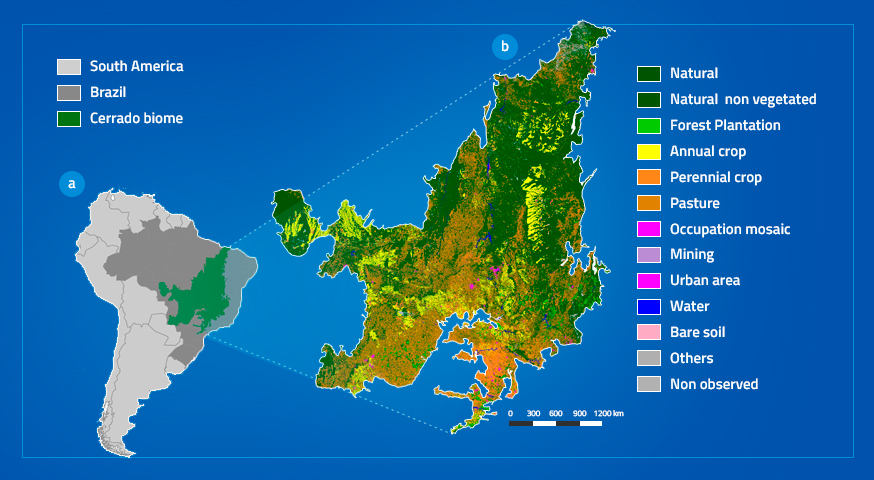 South America
Brazil
Cerrado biome
a
b
Natural
Natural non vegetated
Forest Plantation
Annual crop
Perennial crop
Pasture
Occupation mosaic
Mining
Urban area
Water
Bare soil
Others
Non observed
0 300 600 900 1200 km